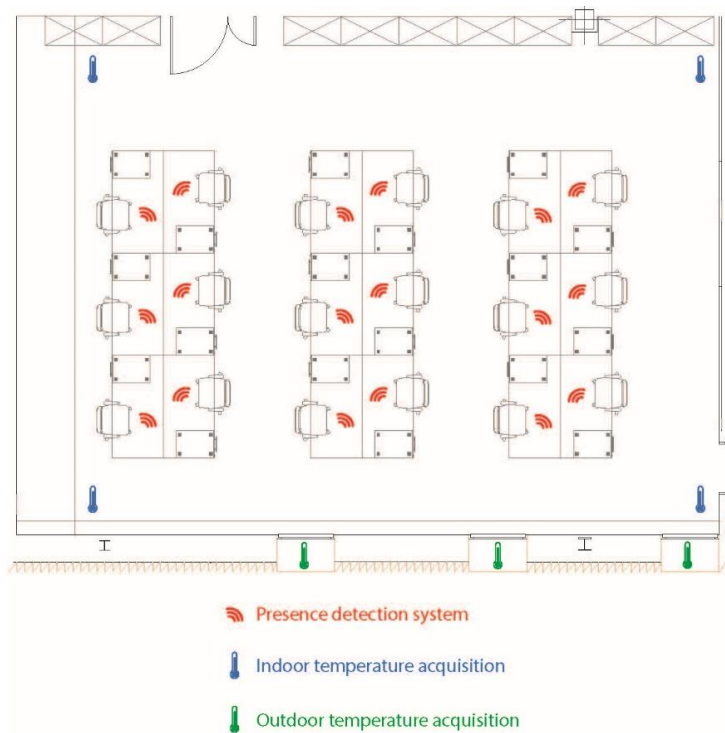 Presence detection system
Indoor temperature acquisition
Outdoor temperature acquisition